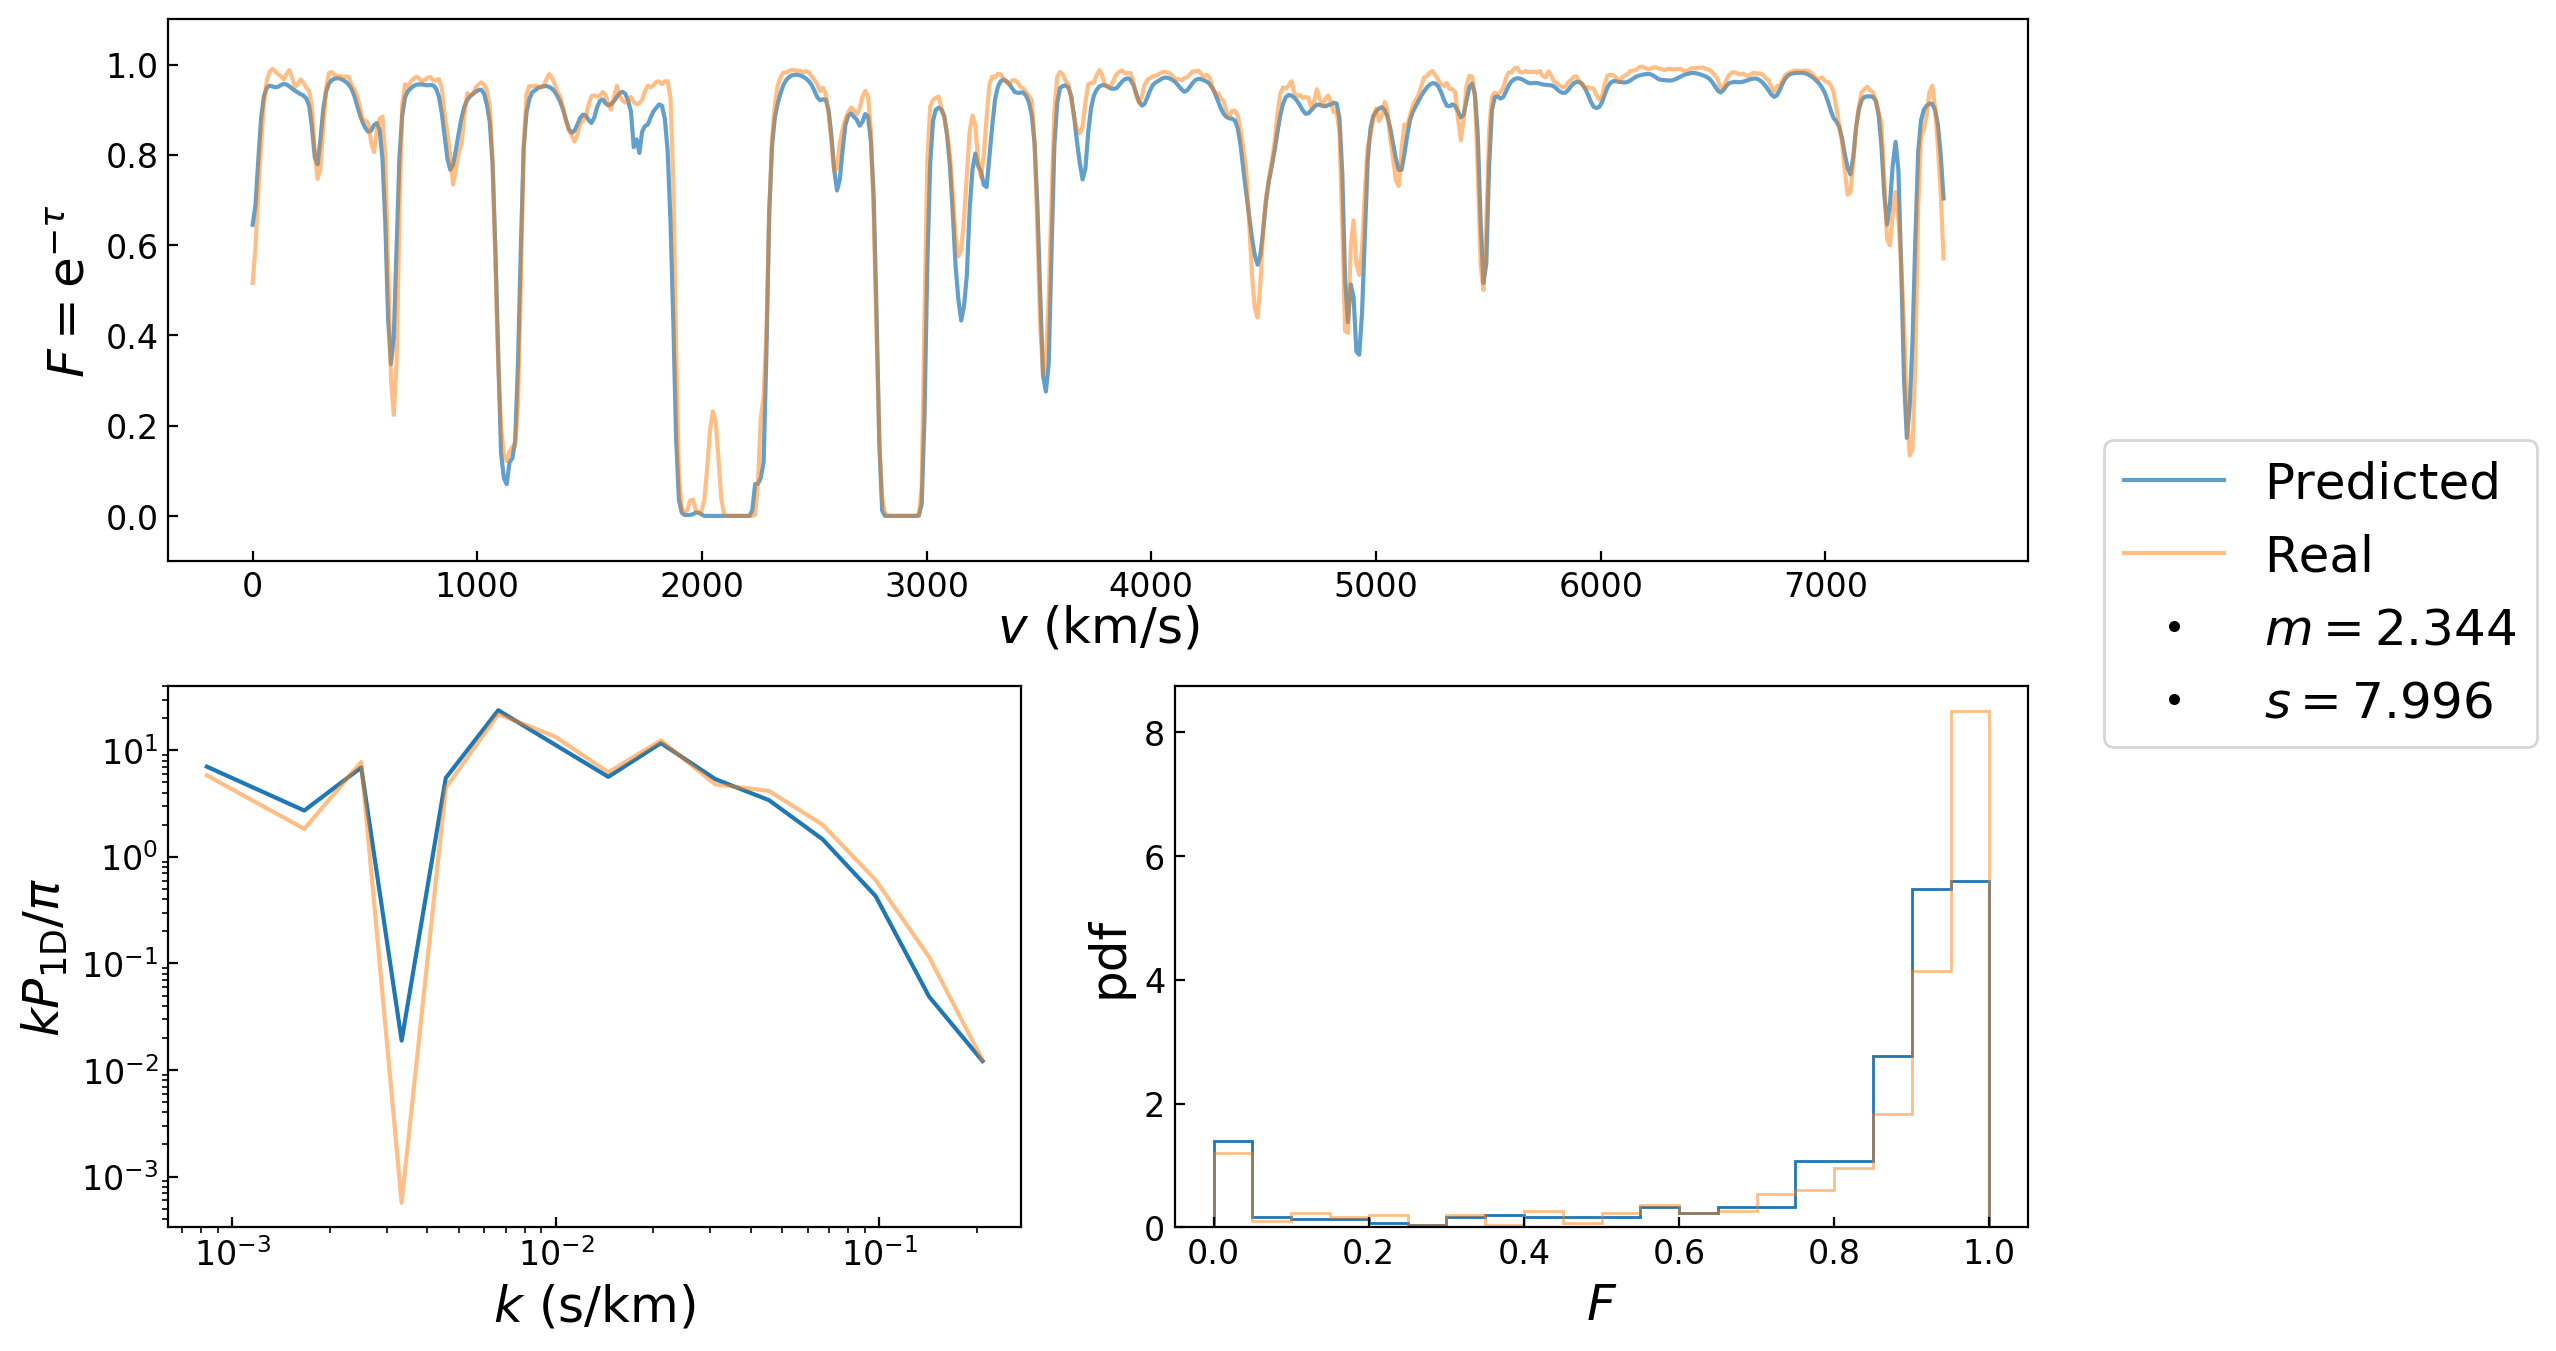 F = e^{−τ}
1.0
0.8
0.6
0.4
0.2
0.0
0 1000 2000 3000 4000 5000 6000 7000
v (km/s)
Predicted
Real
m = 2.344
s = 7.996
kP_{1D}/π
10^1
10^0
10^{−1}
10^{−2}
10^{−3}
10^{−3} 10^{−2} 10^{−1}
k (s/km)
pdf
8
6
4
2
0
0.0 0.2 0.4 0.6 0.8 1.0
F